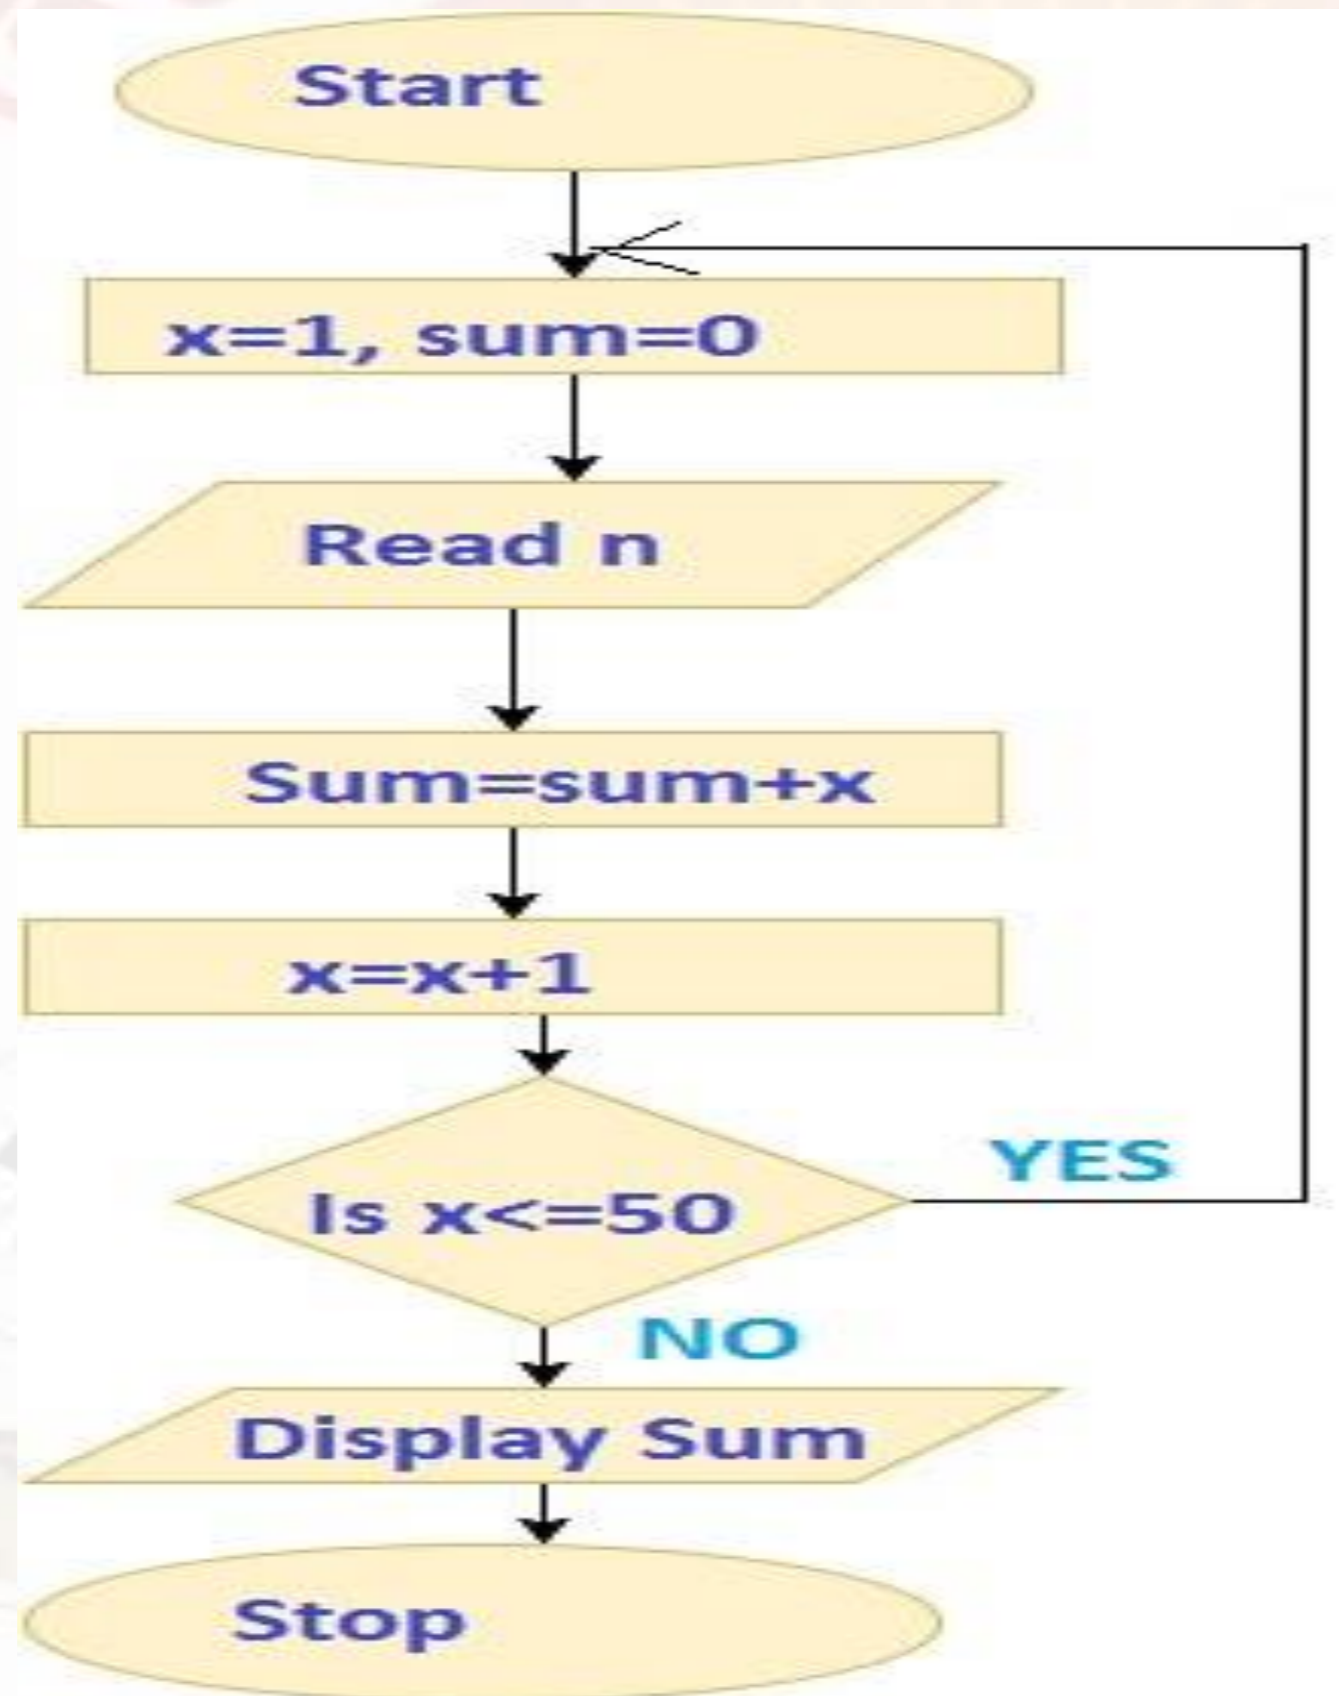 Start
x=1, sum=0
Read n
Sum=sum+x
x=x+1
Is x<=50
YES
NO
Display Sum
Stop